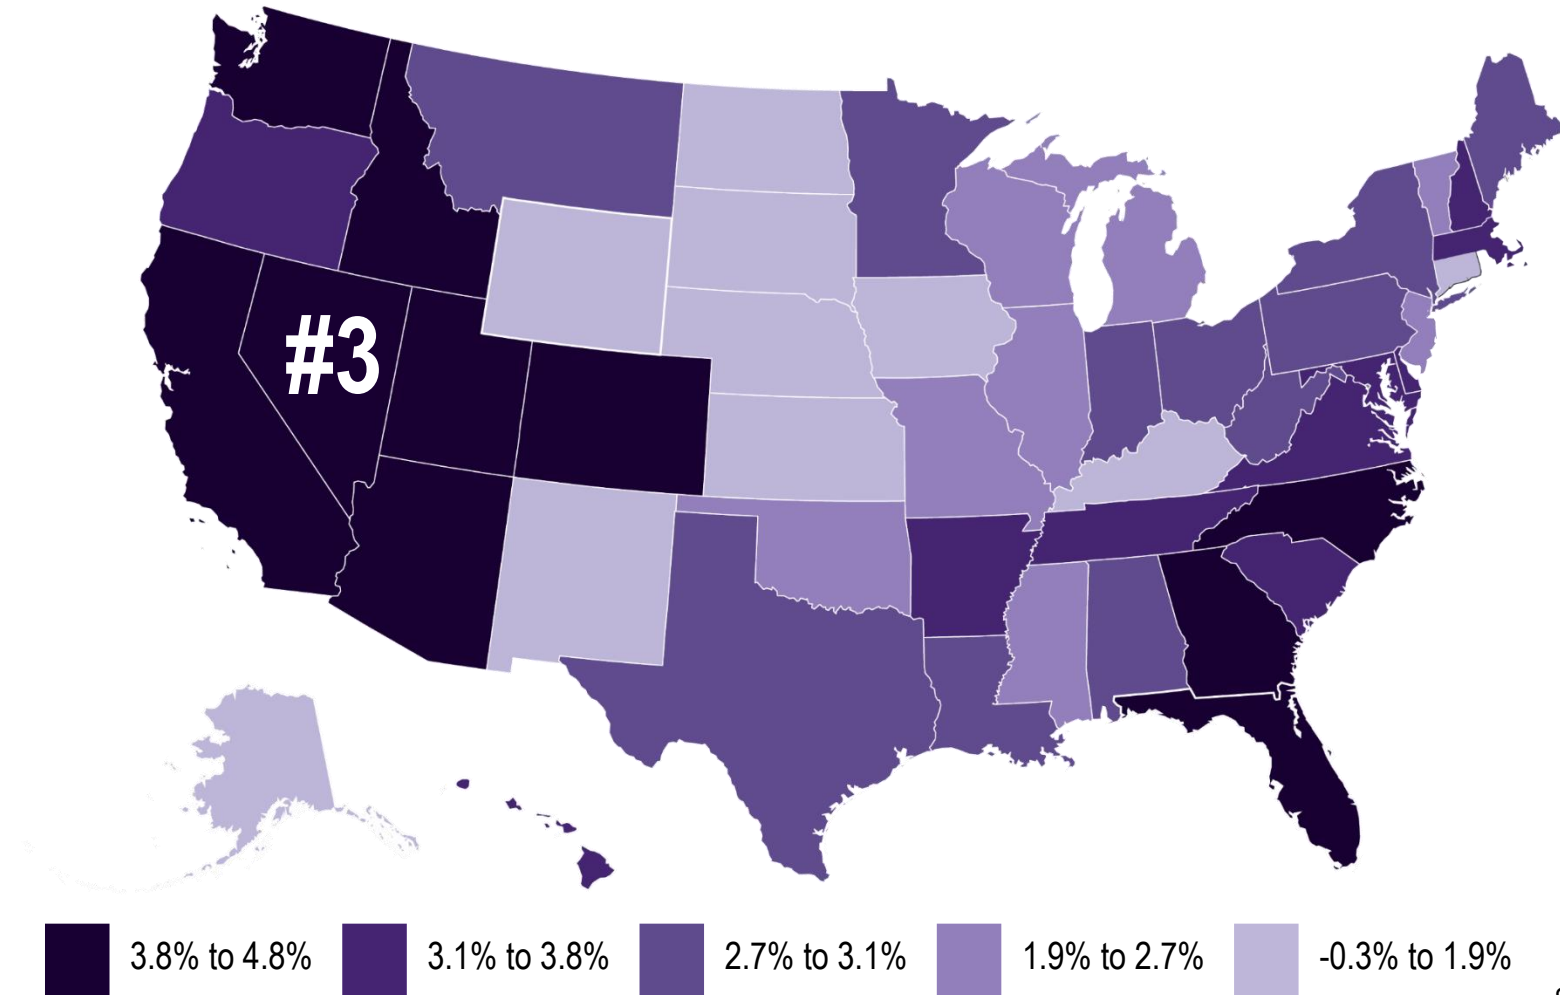 #3
3.8% to 4.8%
3.1% to 3.8%
2.7% to 3.1%
1.9% to 2.7%
-0.3% to 1.9%